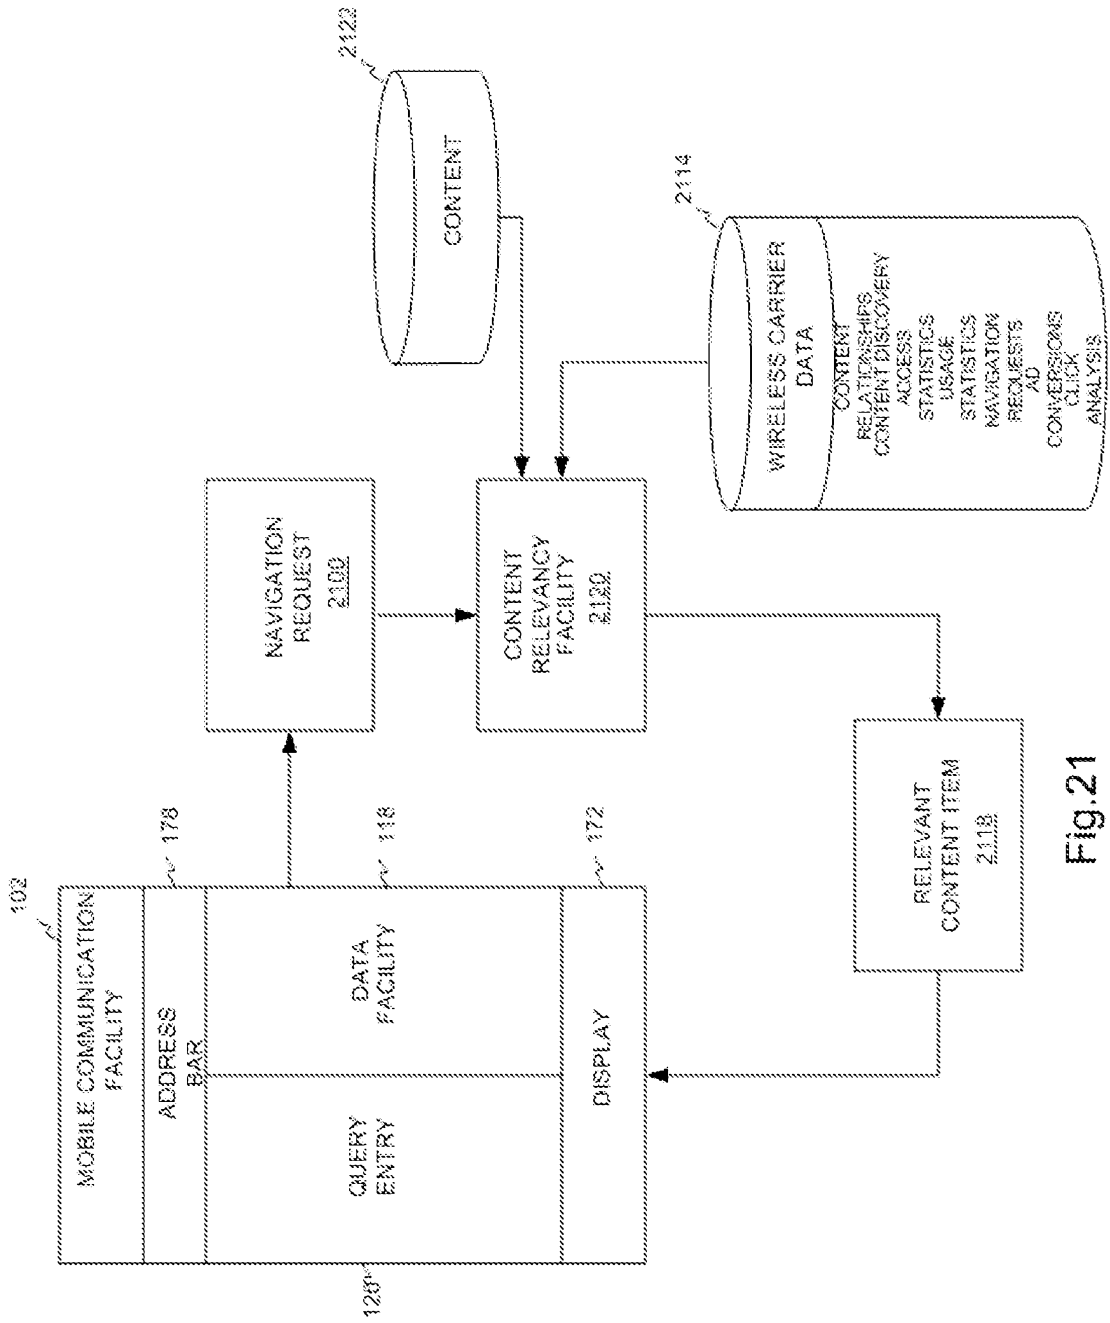 102
MOBILE COMMUNICATION
FACILITY
178
ADDRESS
BAR
118
DATA
FACILITY
QUERY
ENTRY
172
DISPLAY
NAVIGATION
REQUEST
2100
CONTENT
RELEVANCY
FACILITY
2120
2122
CONTENT
2114
WIRELESS CARRIER
DATA
CONTENT
RELATIONSHIPS
CONTENT DISCOVERY
ACCESS
STATISTICS
USAGE
STATISTICS
NAVIGATION
REQUESTS
AD
CONVERSIONS
CLICK
ANALYSIS
RELEVANT
CONTENT ITEM
2118
Fig.21